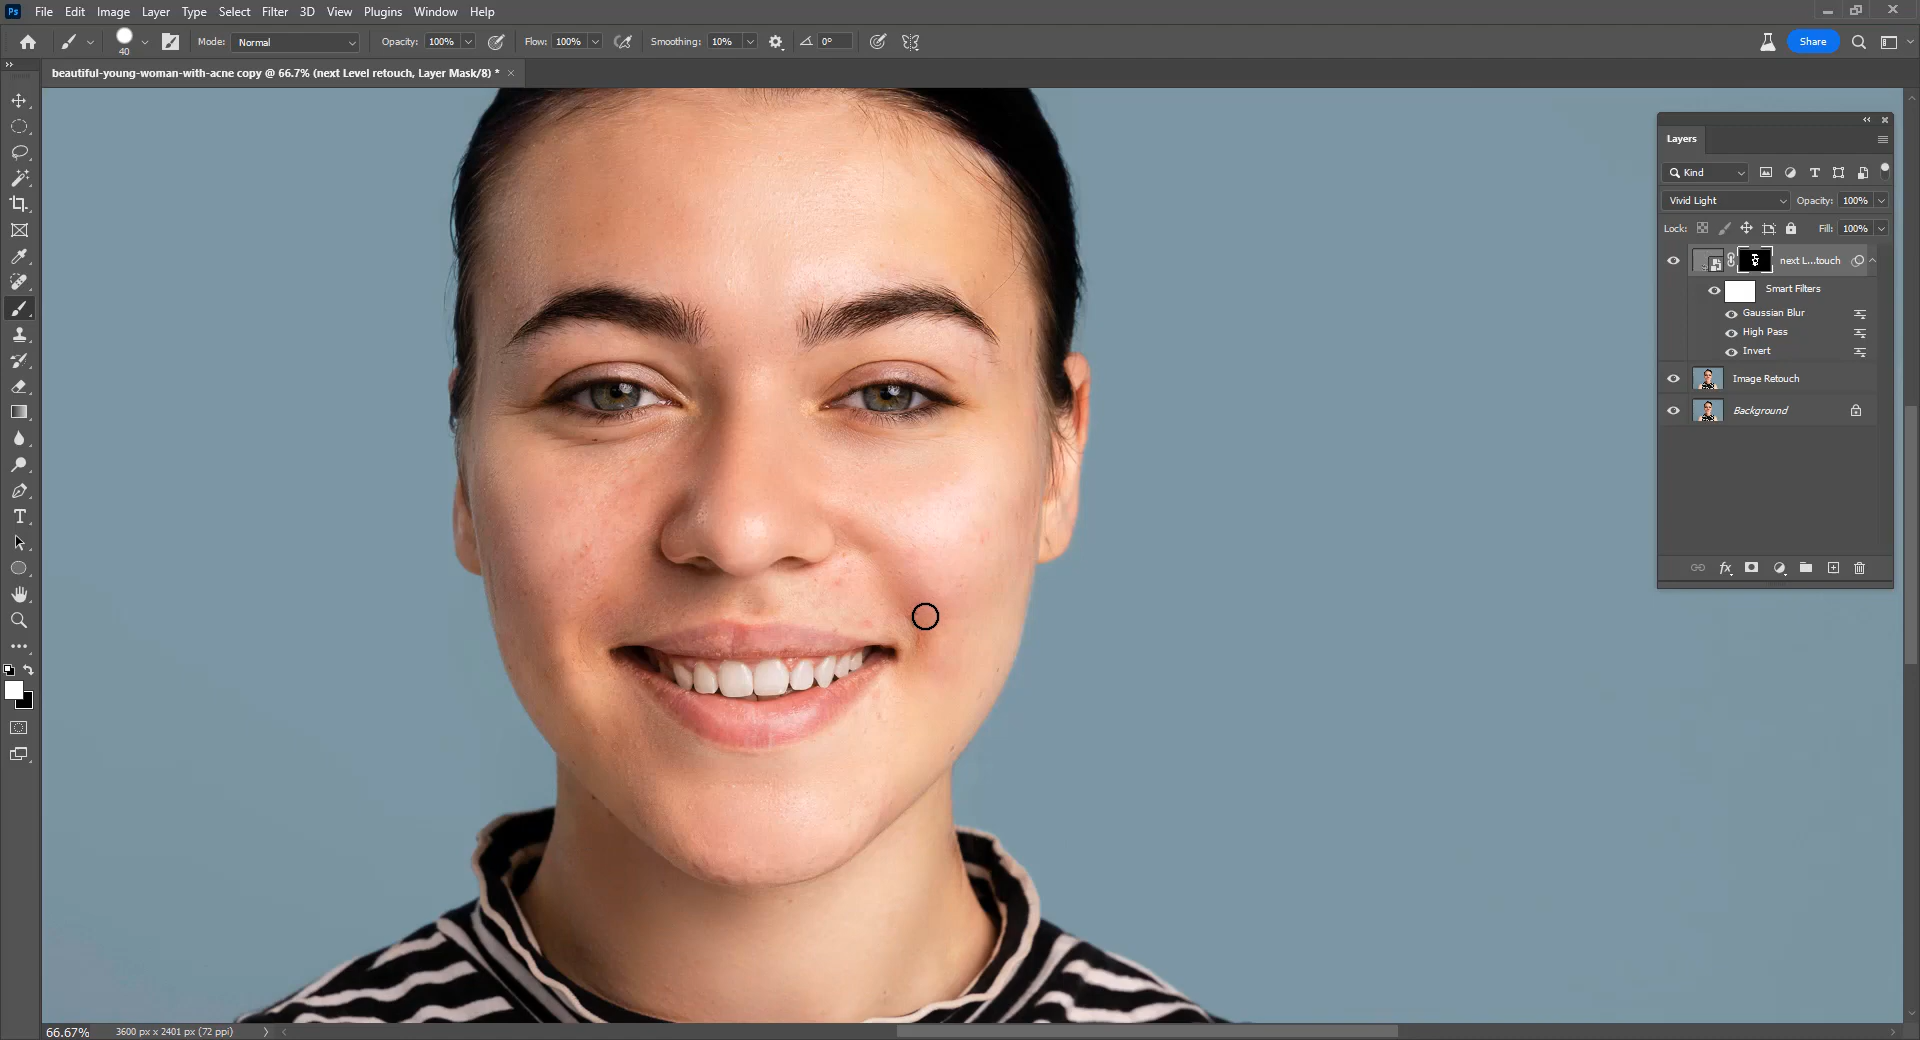 Ps File Edit Image Layer Type Select Filter 3D View Plugins Window Help
40 Mode: Normal Opacity: 100% Flow: 100% Smoothing: 10% 0° Share
beautiful-young-woman-with-acne copy @ 66.7% (next Level retouch, Layer Mask/8) *
Layers
Kind
Vivid Light Opacity: 100%
Lock: Fill: 100%
next L...touch
Smart Filters
Gaussian Blur
High Pass
Invert
Image Retouch
Background
66.67% 3600 px x 2401 px (72 ppi)